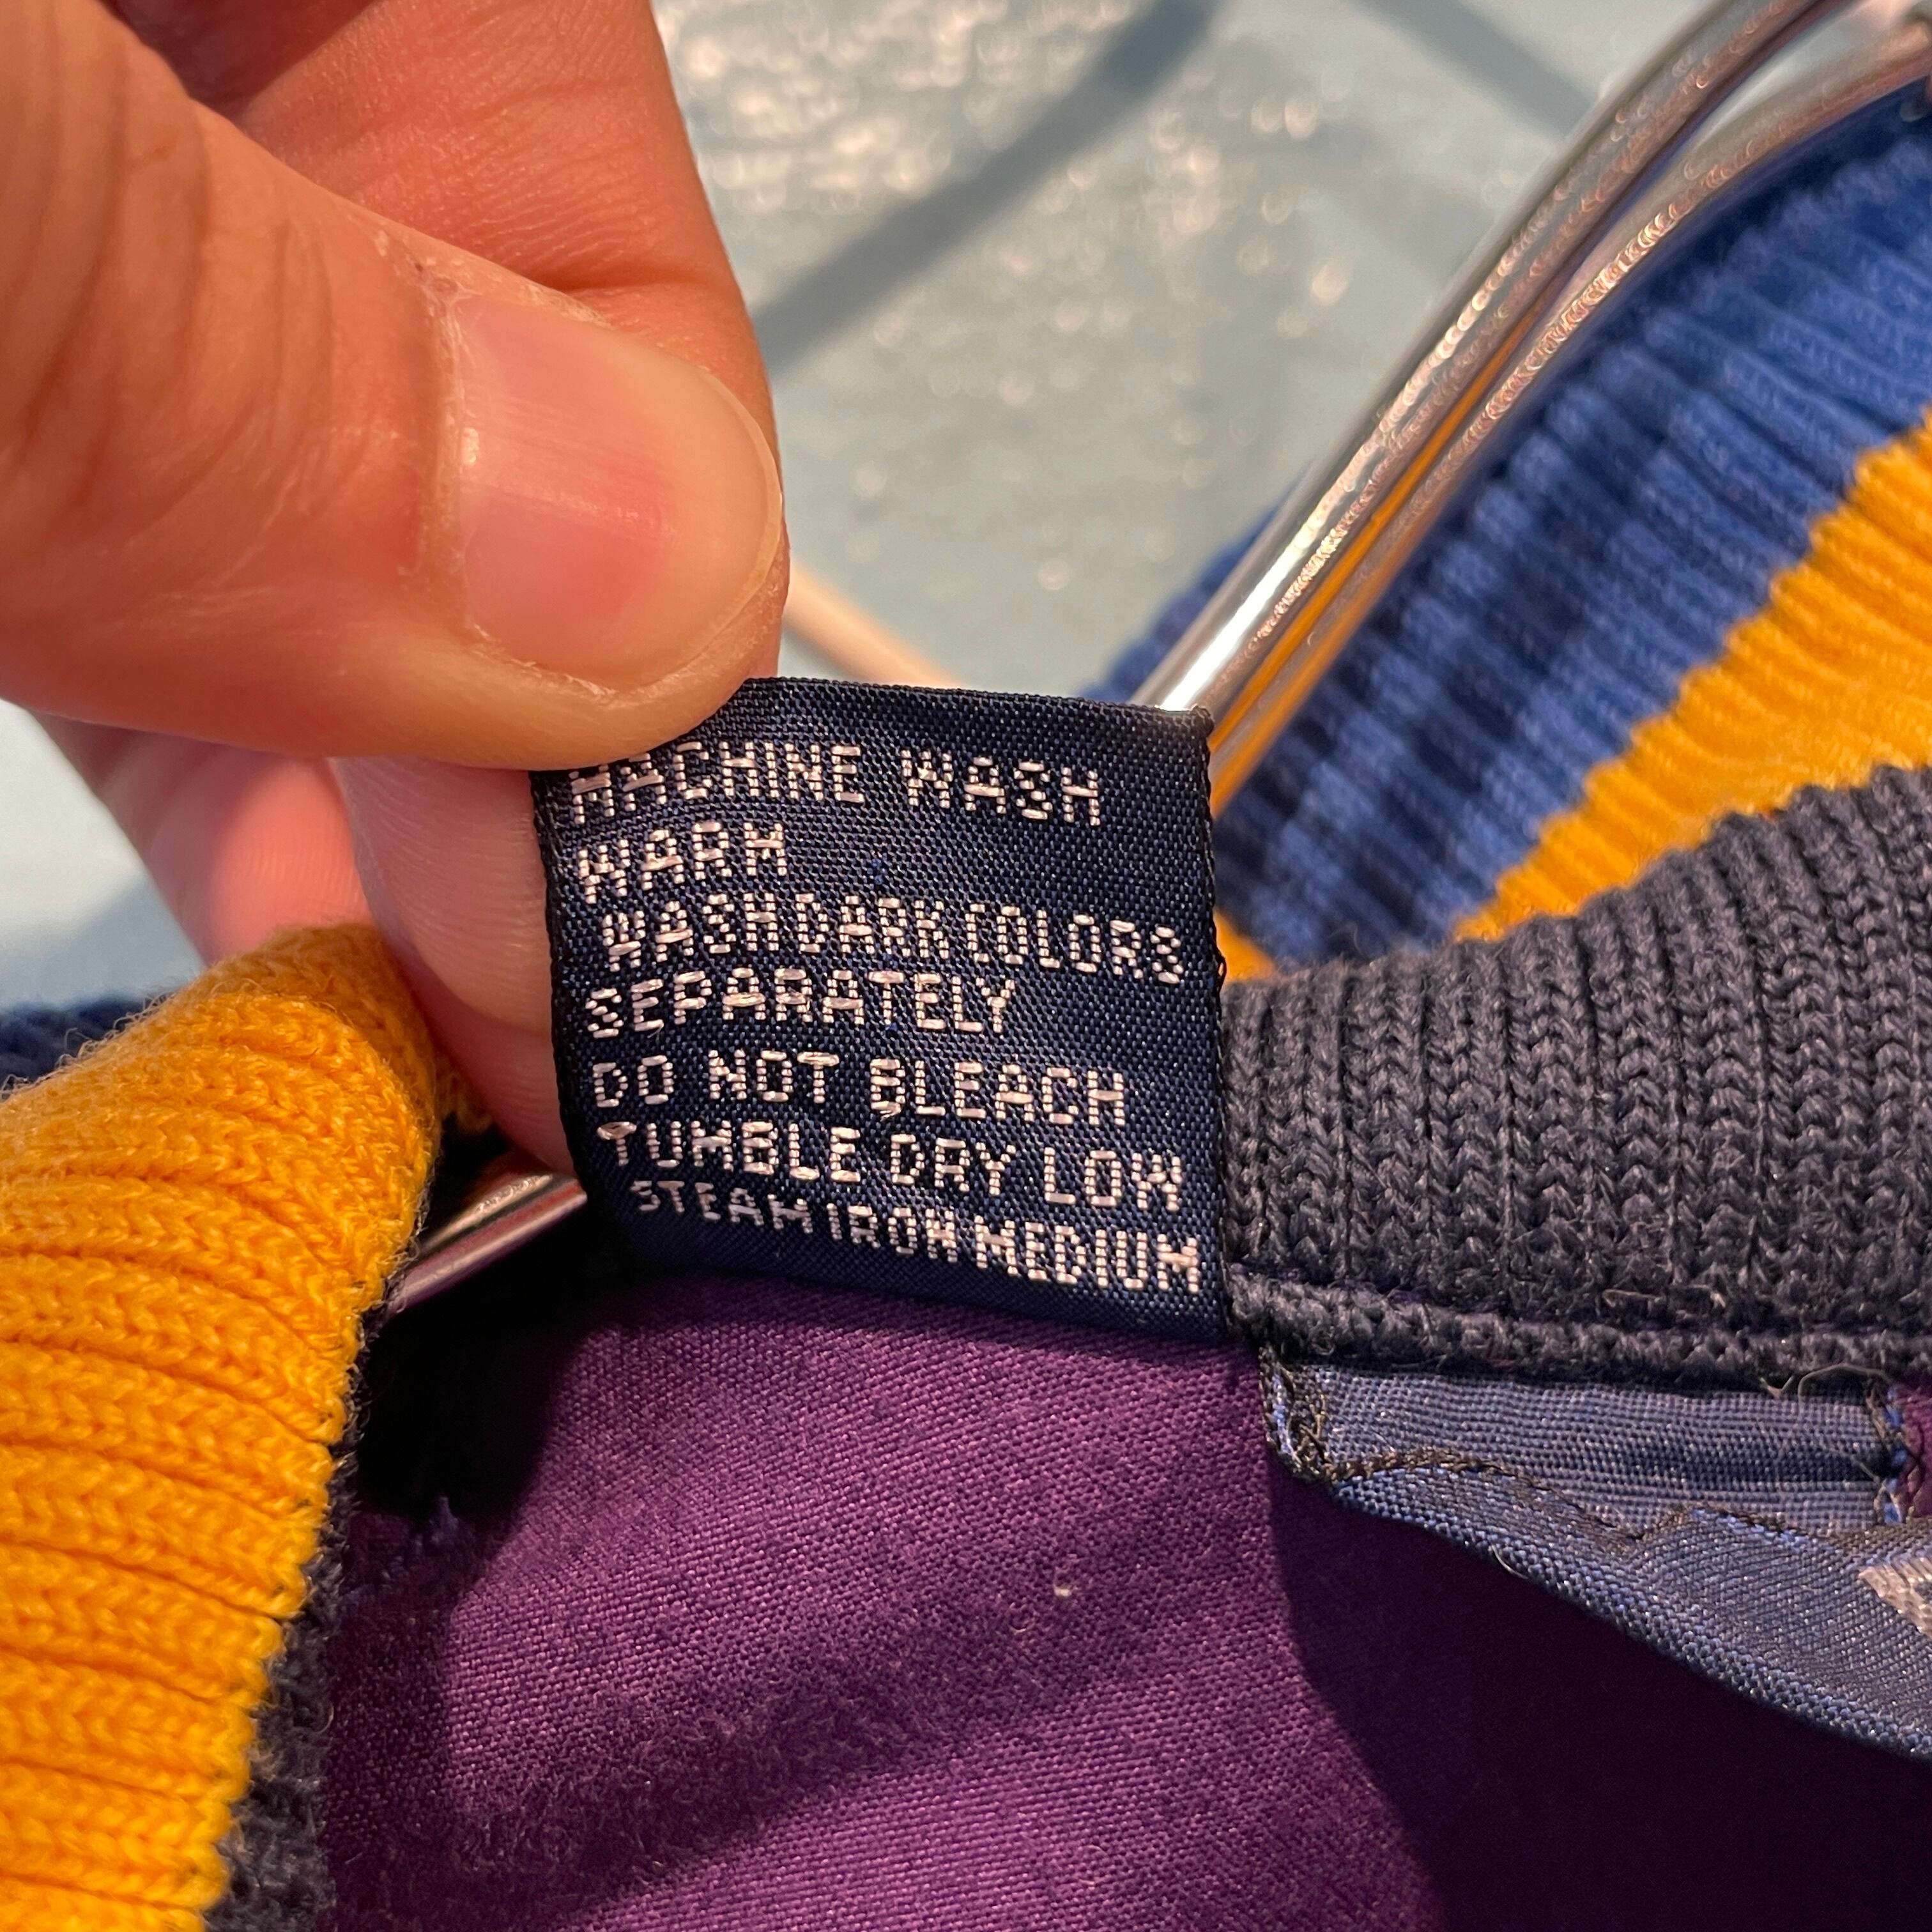 MACHINE WASH
WARM
WASH DARK COLORS
SEPARATELY
DO NOT BLEACH
TUMBLE DRY LOW
STEAM IRON MEDIUM